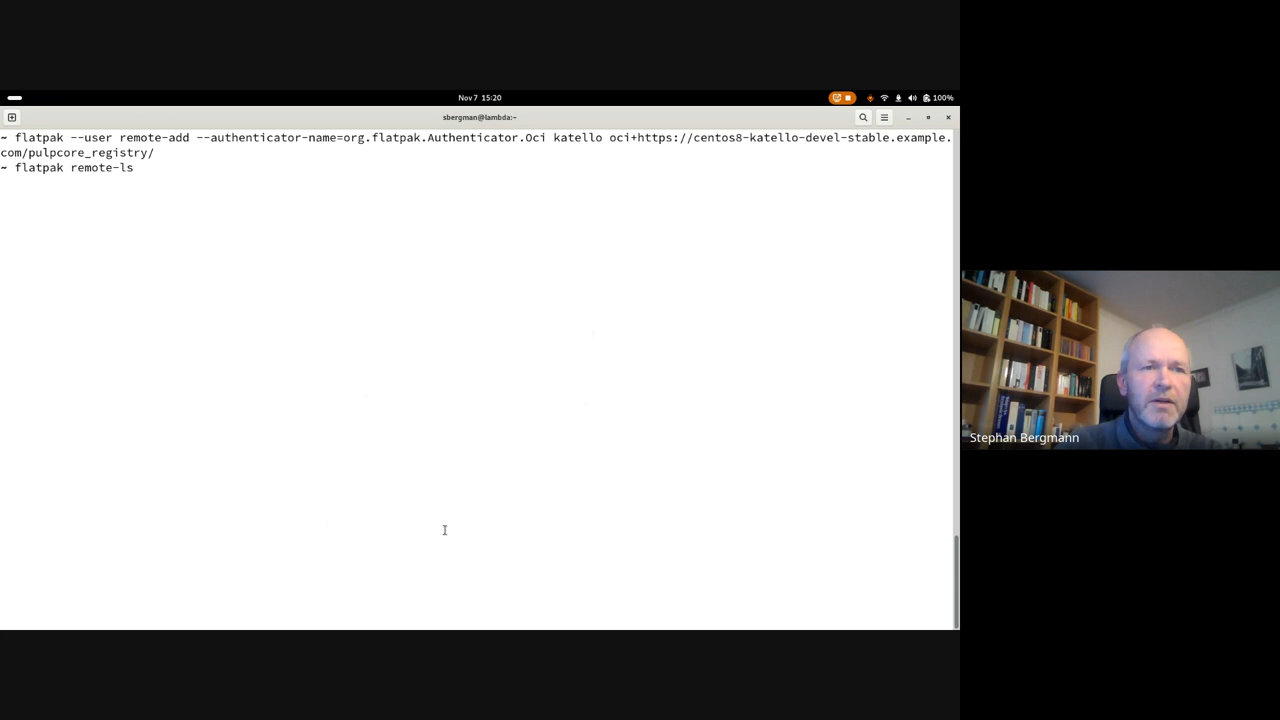 Nov 7 15:20
100%
sbergman@lambda:~
~ flatpak --user remote-add --authenticator-name=org.flatpak.Authenticator.Oci katello oci+https://centos8-katello-devel-stable.example.
com/pulpcore_registry/
~ flatpak remote-ls
Stephan Bergmann